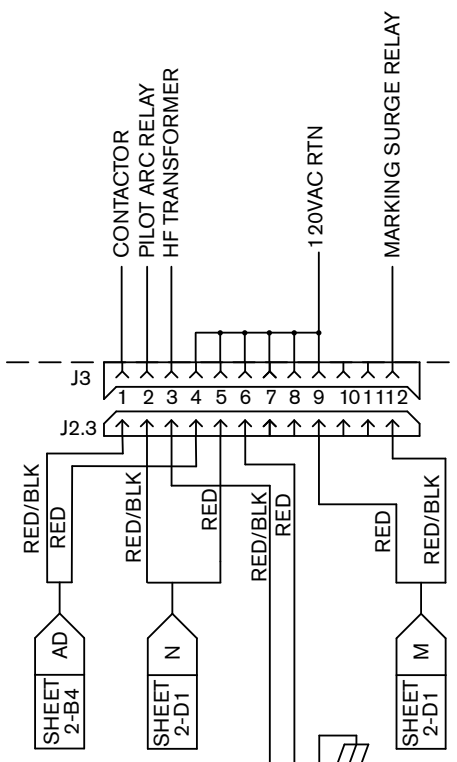 CONTACTOR
PILOT ARC RELAY
HF TRANSFORMER
120VAC RTN
MARKING SURGE RELAY
J3
1 2 3 4 5 6 7 8 9 10 11 12
J2.3
RED/BLK
RED
RED/BLK
RED
RED/BLK
RED
RED/BLK
AD
N
M
SHEET
2-B4
SHEET
2-D1
SHEET
2-D1